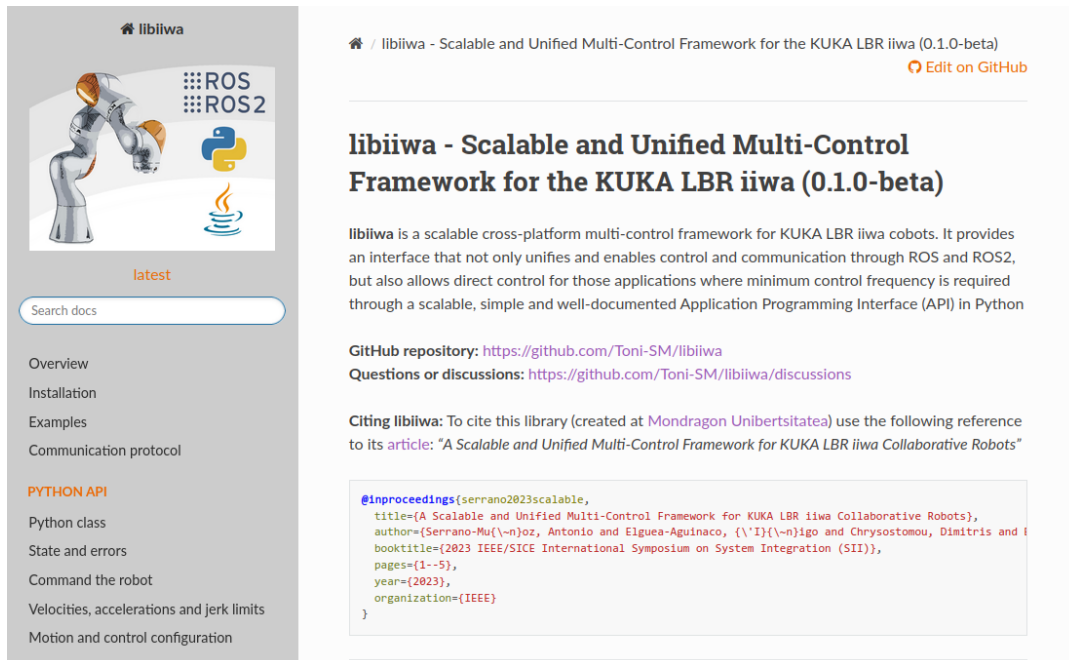 libiiwa
ROS
ROS2
latest
Search docs
Overview
Installation
Examples
Communication protocol
PYTHON API
Python class
State and errors
Command the robot
Velocities, accelerations and jerk limits
Motion and control configuration
/ libiiwa - Scalable and Unified Multi-Control Framework for the KUKA LBR iiwa (0.1.0-beta)
Edit on GitHub
libiiwa - Scalable and Unified Multi-Control
Framework for the KUKA LBR iiwa (0.1.0-beta)
libiiwa is a scalable cross-platform multi-control framework for KUKA LBR iiwa cobots. It provides
an interface that not only unifies and enables control and communication through ROS and ROS2,
but also allows direct control for those applications where minimum control frequency is required
through a scalable, simple and well-documented Application Programming Interface (API) in Python
GitHub repository: https://github.com/Toni-SM/libiiwa
Questions or discussions: https://github.com/Toni-SM/libiiwa/discussions
Citing libiiwa: To cite this library (created at Mondragon Unibertsitatea) use the following reference
to its article: “A Scalable and Unified Multi-Control Framework for KUKA LBR iiwa Collaborative Robots”
@inproceedings{serrano2023scalable,
title={A Scalable and Unified Multi-Control Framework for KUKA LBR iiwa Collaborative Robots},
author={Serrano-Mu{\~n}oz, Antonio and Elguea-Aguinaco, {\'I}{\~n}igo and Chrysostomou, Dimitris and
booktitle={2023 IEEE/SICE International Symposium on System Integration (SII)},
pages={1--5},
year={2023},
organization={IEEE}
}